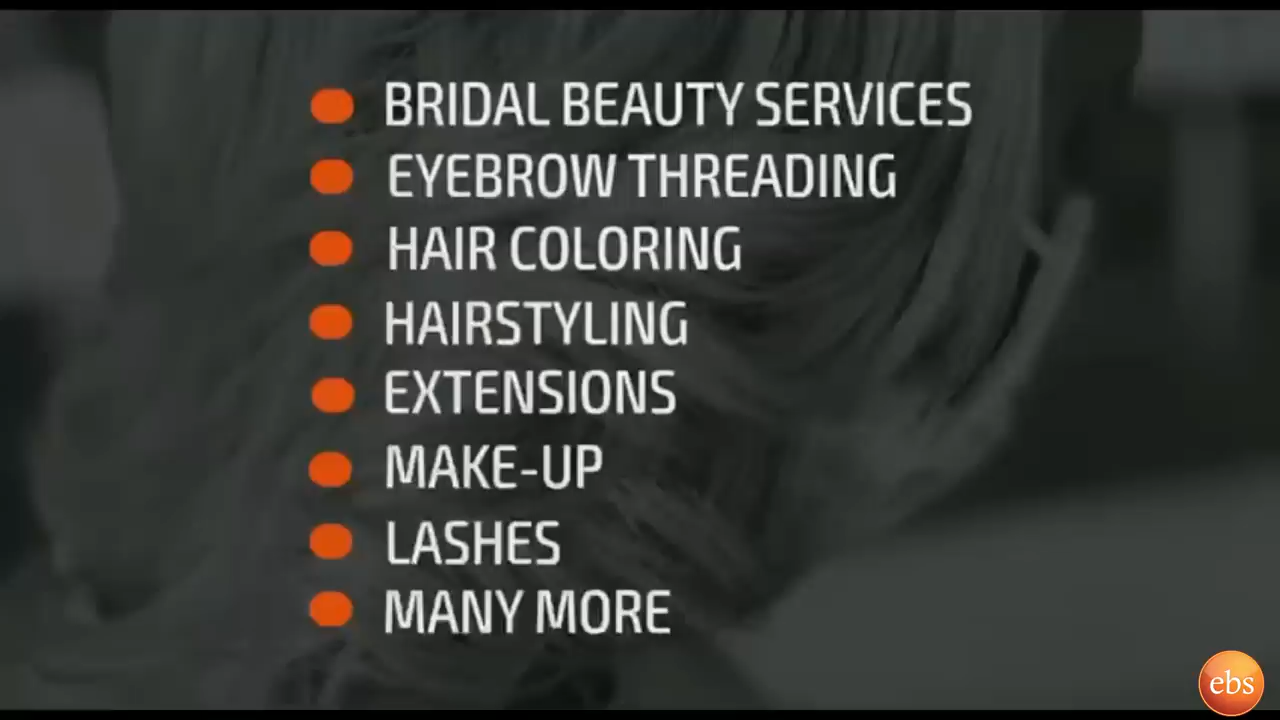 BRIDAL BEAUTY SERVICES
EYEBROW THREADING
HAIR COLORING
HAIRSTYLING
EXTENSIONS
MAKE-UP
LASHES
MANY MORE
ebs